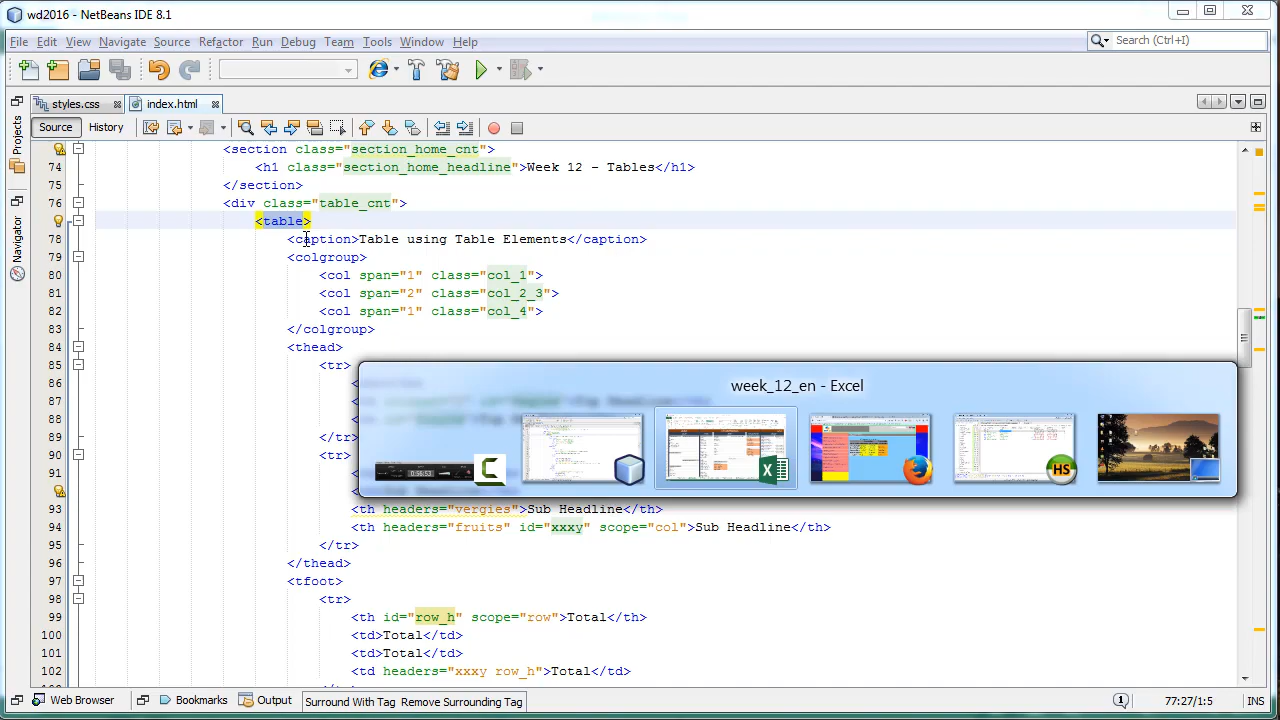 wd2016 - NetBeans IDE 8.1
File Edit View Navigate Source Refactor Run Debug Team Tools Window Help
Search (Ctrl+I)
styles.css index.html
Source History
Projects
Navigator
<section class="section_home_cnt">
74 <h1 class="section_home_headline">Week 12 - Tables</h1>
75 </section>
76 <div class="table_cnt">
<table>
78 <caption>Table using Table Elements</caption>
79 <colgroup>
80 <col span="1" class="col_1">
81 <col span="2" class="col_2_3">
82 <col span="1" class="col_4">
83 </colgroup>
84 <thead>
85 <tr>
86
87
88
89 </tr>
90 <tr>
91
93 <th headers="vergies">Sub Headline</th>
94 <th headers="fruits" id="xxxy" scope="col">Sub Headline</th>
95 </tr>
96 </thead>
97 <tfoot>
98 <tr>
99 <th id="row_h" scope="row">Total</th>
100 <td>Total</td>
101 <td>Total</td>
102 <td headers="xxxy row_h">Total</td>
week_12_en - Excel
HS
Web Browser Bookmarks Output Surround With Tag Remove Surrounding Tag 77:27/1:5 INS